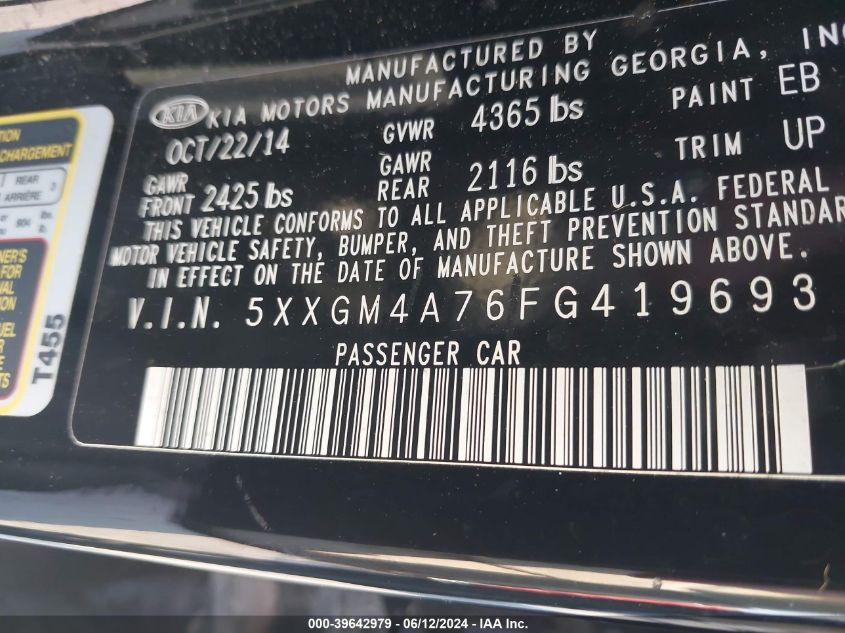 MANUFACTURED BY
KIA KIA MOTORS MANUFACTURING GEORGIA,
OCT/22/14 GVWR 4365 lbs PAINT EB
GAWR FRONT 2425 lbs GAWR REAR 2116 lbs TRIM UP
THIS VEHICLE CONFORMS TO ALL APPLICABLE U.S.A. FEDERAL
MOTOR VEHICLE SAFETY, BUMPER, AND THEFT PREVENTION STANDAR
IN EFFECT ON THE DATE OF MANUFACTURE SHOWN ABOVE.
V.I.N. 5XXGM4A76FG419693
PASSENGER CAR
CHARGEMENT
REAR
ARRIÈRE
T455
000-39642979 - 06/12/2024 - IAA Inc.